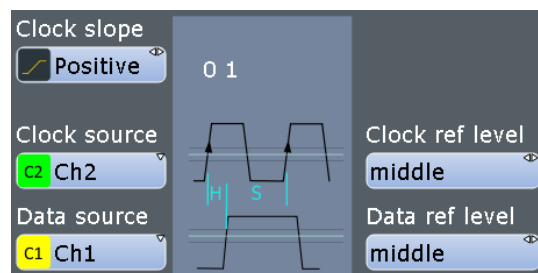 Clock slope
Positive
0 1
Clock source
C2 Ch2
Clock ref level
middle
H S
Data source
C1 Ch1
Data ref level
middle